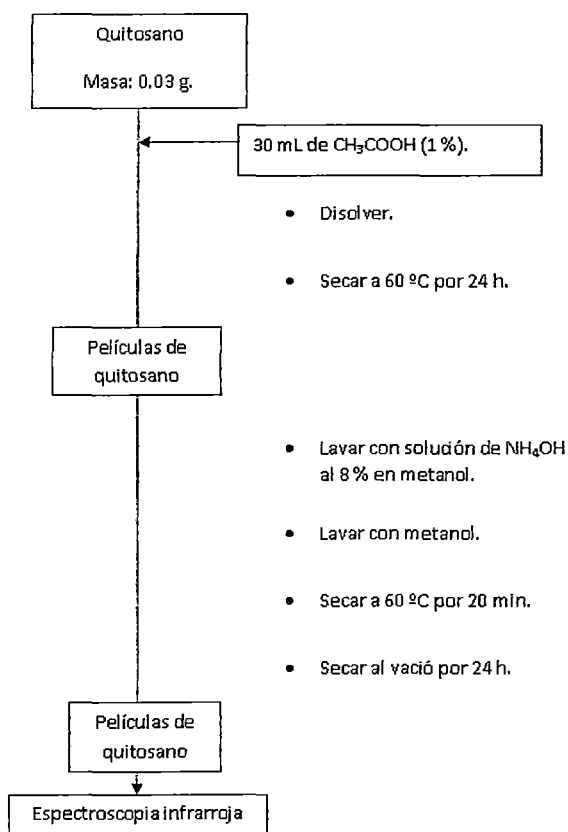 Quitosano
Masa: 0.03 g.
30 mL de CH₃COOH (1 %).
• Disolver.
• Secar a 60 ºC por 24 h.
Películas de
quitosano
• Lavar con solución de NH₄OH
al 8 % en metanol.
• Lavar con metanol.
• Secar a 60 ºC por 20 min.
• Secar al vació por 24 h.
Películas de
quitosano
Espectroscopia infrarroja